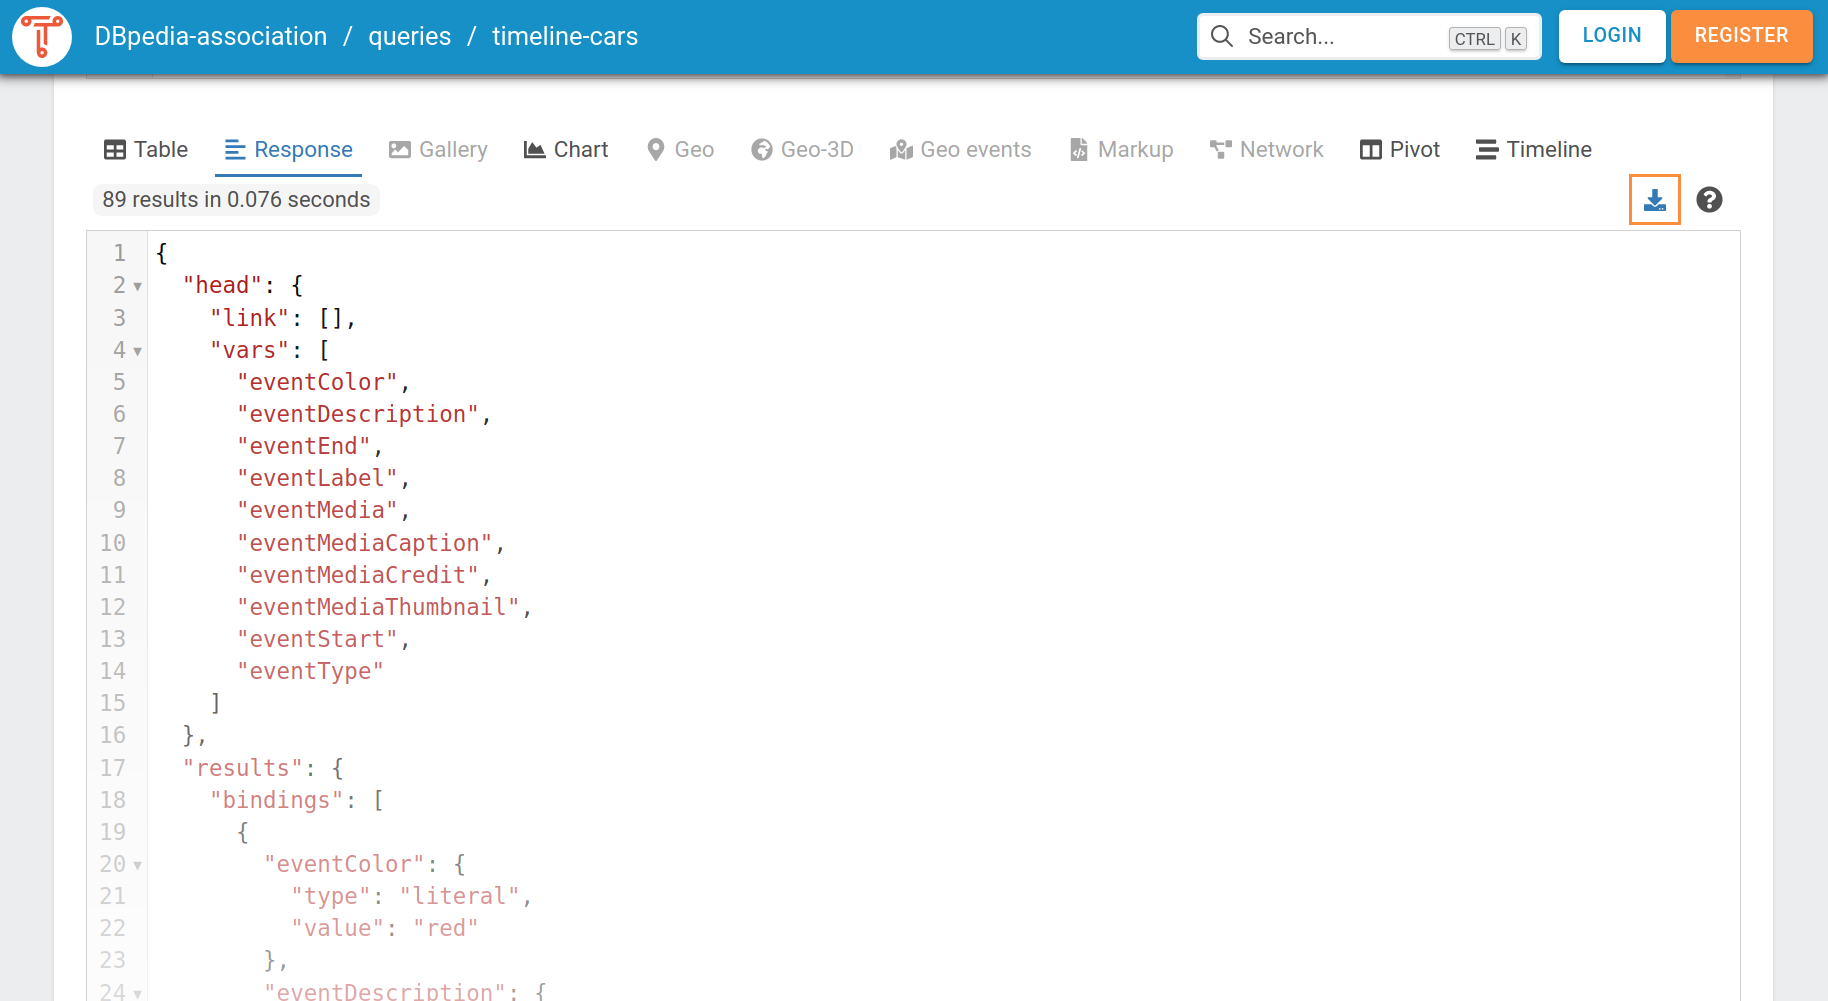 DBpedia-association / queries / timeline-cars
Search... CTRL K
LOGIN
REGISTER
Table Response Gallery Chart Geo Geo-3D Geo events Markup Network Pivot Timeline
89 results in 0.076 seconds
1 {
2 "head": {
3 "link": [],
4 "vars": [
5 "eventColor",
6 "eventDescription",
7 "eventEnd",
8 "eventLabel",
9 "eventMedia",
10 "eventMediaCaption",
11 "eventMediaCredit",
12 "eventMediaThumbnail",
13 "eventStart",
14 "eventType"
15 ]
16 },
17 "results": {
18 "bindings": [
19 {
20 "eventColor": {
21 "type": "literal",
22 "value": "red"
23 },
24 "eventDescription": {